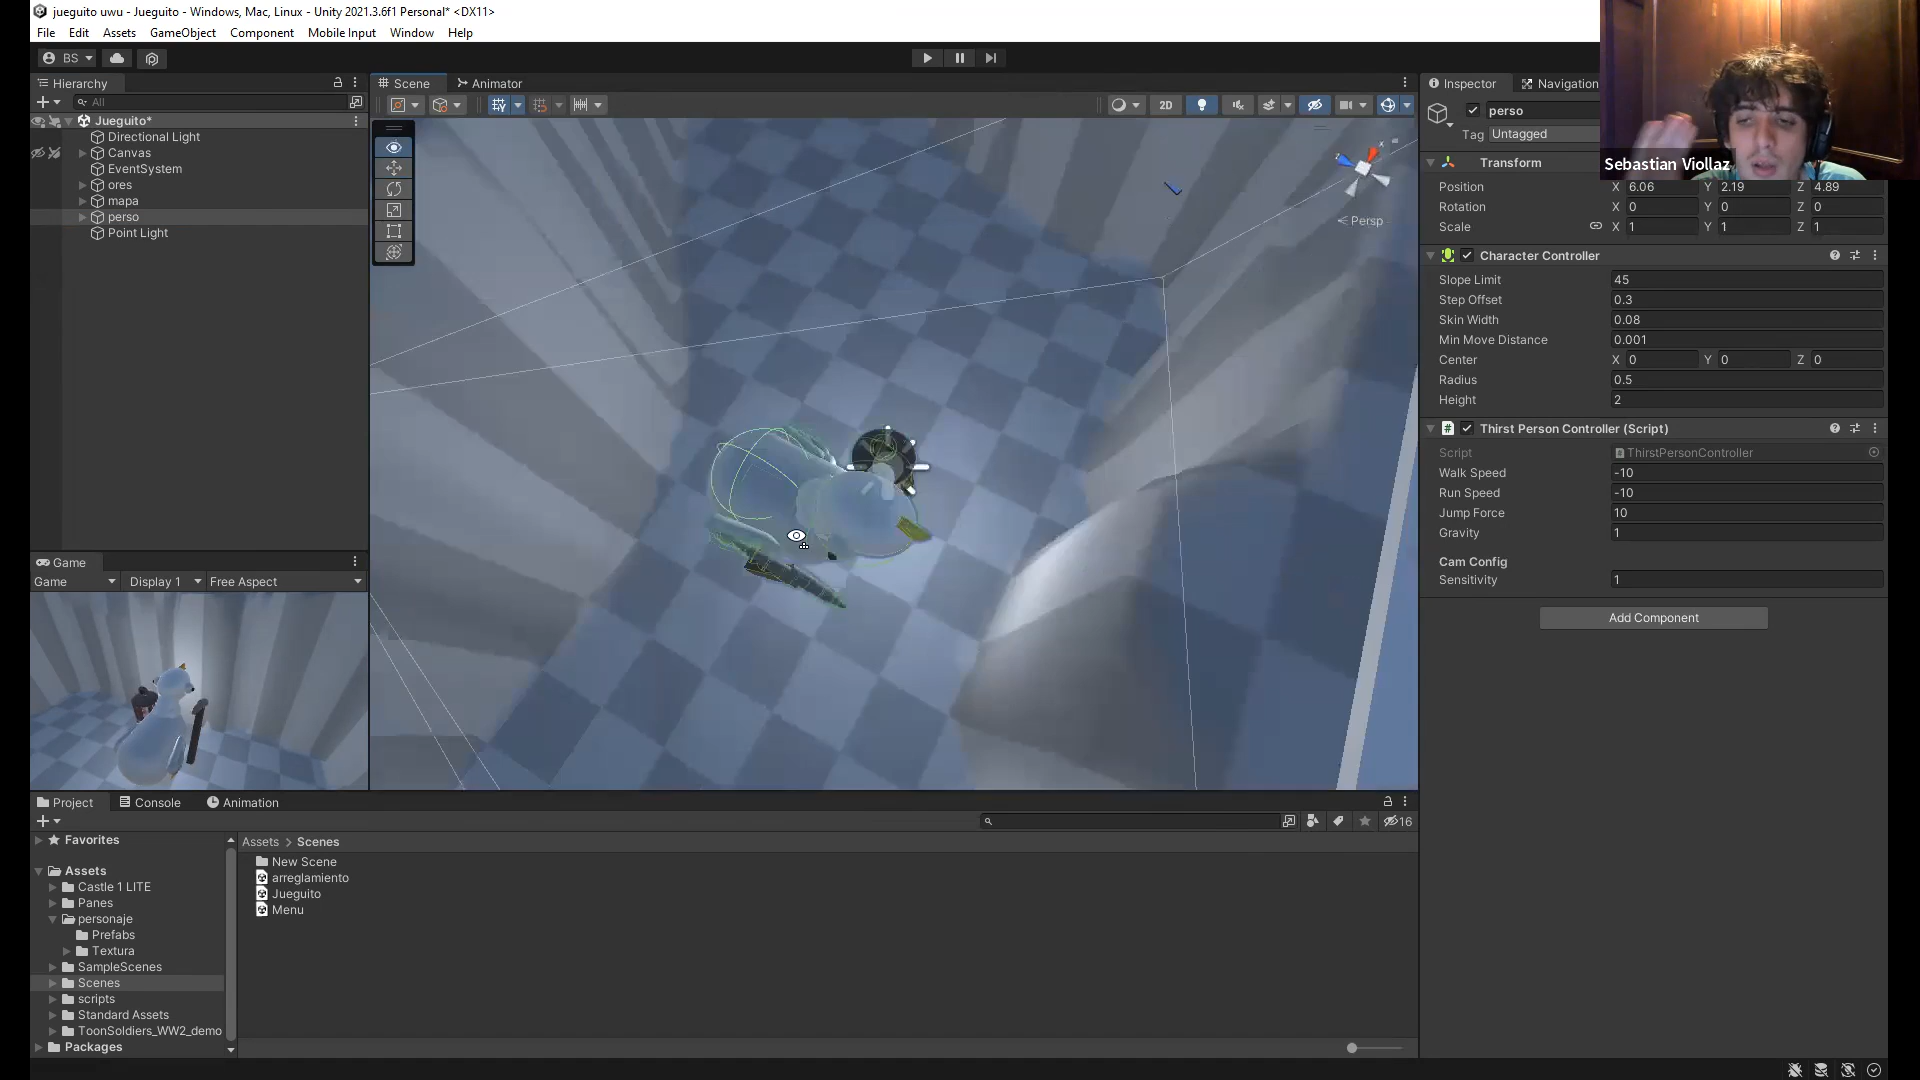 jueguito uwu - Jueguito - Windows, Mac, Linux - Unity 2021.3.6f1 Personal* <DX11>
File Edit Assets GameObject Component Mobile Input Window Help
BS
Hierarchy
All
Jueguito*
Directional Light
Canvas
EventSystem
ores
mapa
perso
Point Light
Scene Animator
2D
Persp
Inspector Navigation
perso
Tag Untagged
Sebastian Viollaz
Transform
Position X 6.06 Y 2.19 Z 4.89
Rotation X 0 Y 0 Z 0
Scale X 1 Y 1 Z 1
Character Controller
Slope Limit 45
Step Offset 0.3
Skin Width 0.08
Min Move Distance 0.001
Center X 0 Y 0 Z 0
Radius 0.5
Height 2
Thirst Person Controller (Script)
Script ThirstPersonController
Walk Speed -10
Run Speed -10
Jump Force 10
Gravity 1
Cam Config
Sensitivity 1
Add Component
Game
Game Display 1 Free Aspect
Project Console Animation
16
Favorites
Assets
Castle 1 LITE
Panes
personaje
Prefabs
Textura
SampleScenes
Scenes
scripts
Standard Assets
ToonSoldiers_WW2_demo
Packages
Assets > Scenes
New Scene
arreglamiento
Jueguito
Menu